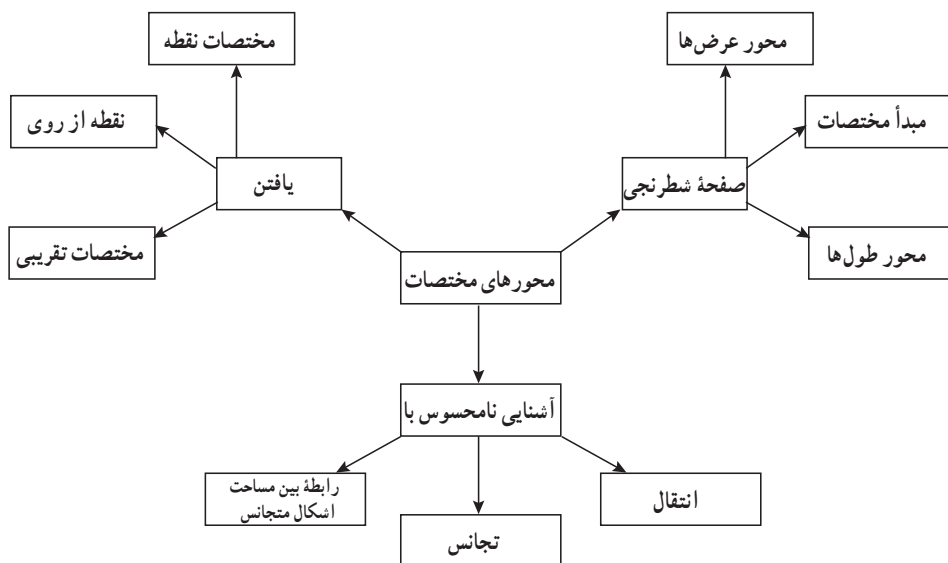 محور عرض‌ها
مختصات نقطه
مبدأ مختصات
نقطه از روی
صفحهٔ شطرنجی
یافتن
محور طول‌ها
مختصات تقریبی
محورهای مختصات
آشنایی نامحسوس با
انتقال
رابطهٔ بین مساحت
اشکال متجانس
تجانس